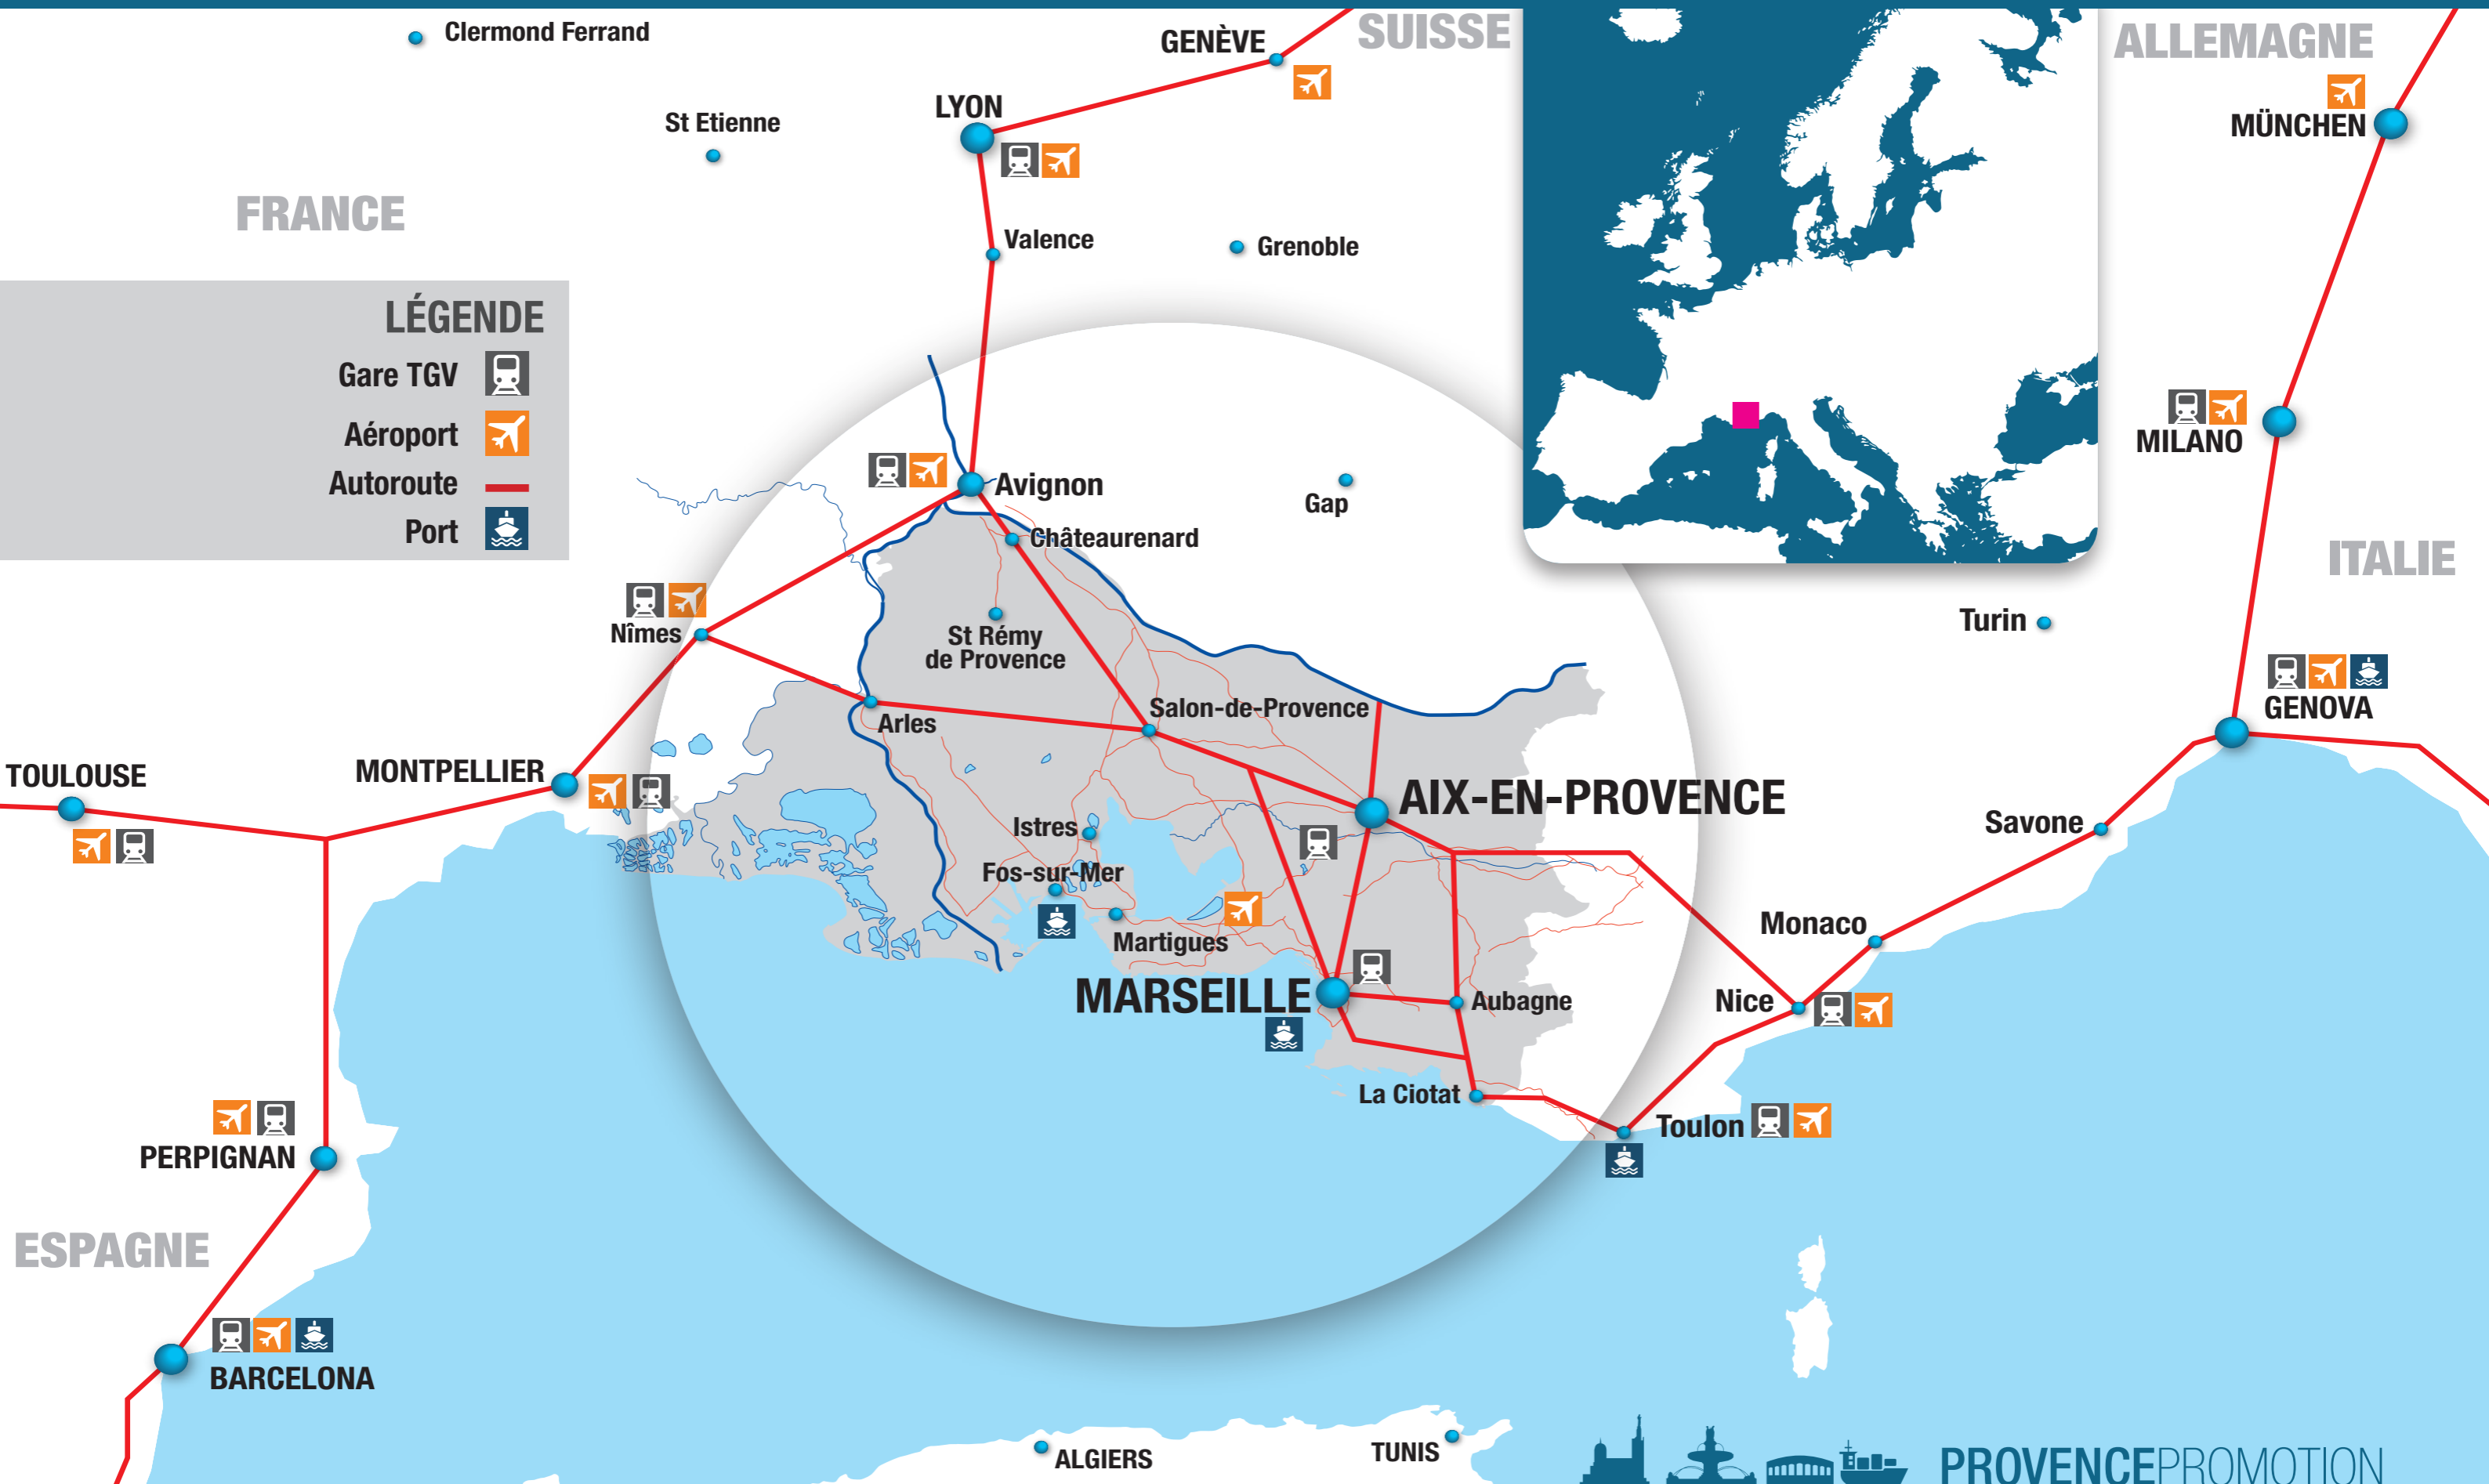 Clermond Ferrand
GENÈVE
SUISSE
ALLEMAGNE
LYON
St Etienne
MÜNCHEN
FRANCE
Valence
Grenoble
LÉGENDE
Gare TGV
Aéroport
Autoroute
Port
MILANO
Avignon
Gap
Châteaurenard
ITALIE
Nîmes
St Rémy
de Provence
Turin
Salon-de-Provence
Arles
GENOVA
TOULOUSE
MONTPELLIER
AIX-EN-PROVENCE
Istres
Savone
Fos-sur-Mer
Monaco
Martigues
MARSEILLE
Aubagne
Nice
La Ciotat
Toulon
PERPIGNAN
ESPAGNE
BARCELONA
ALGIERS
TUNIS
PROVENCEPROMOTION